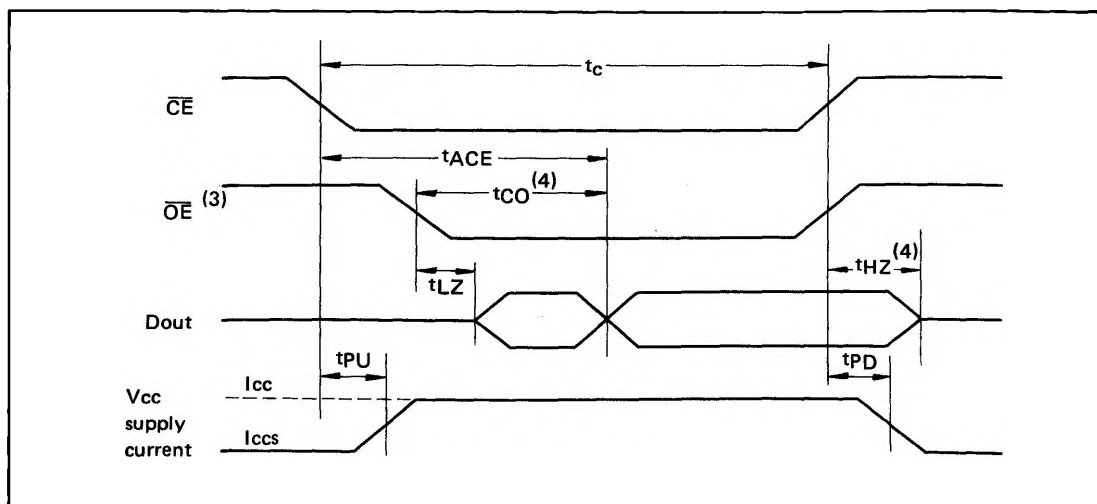 tC
CE
tACE
tCO (4)
OE (3)
tHZ (4)
tLZ
Dout
tPU
tPD
Icc
Vcc
supply
Iccs
current